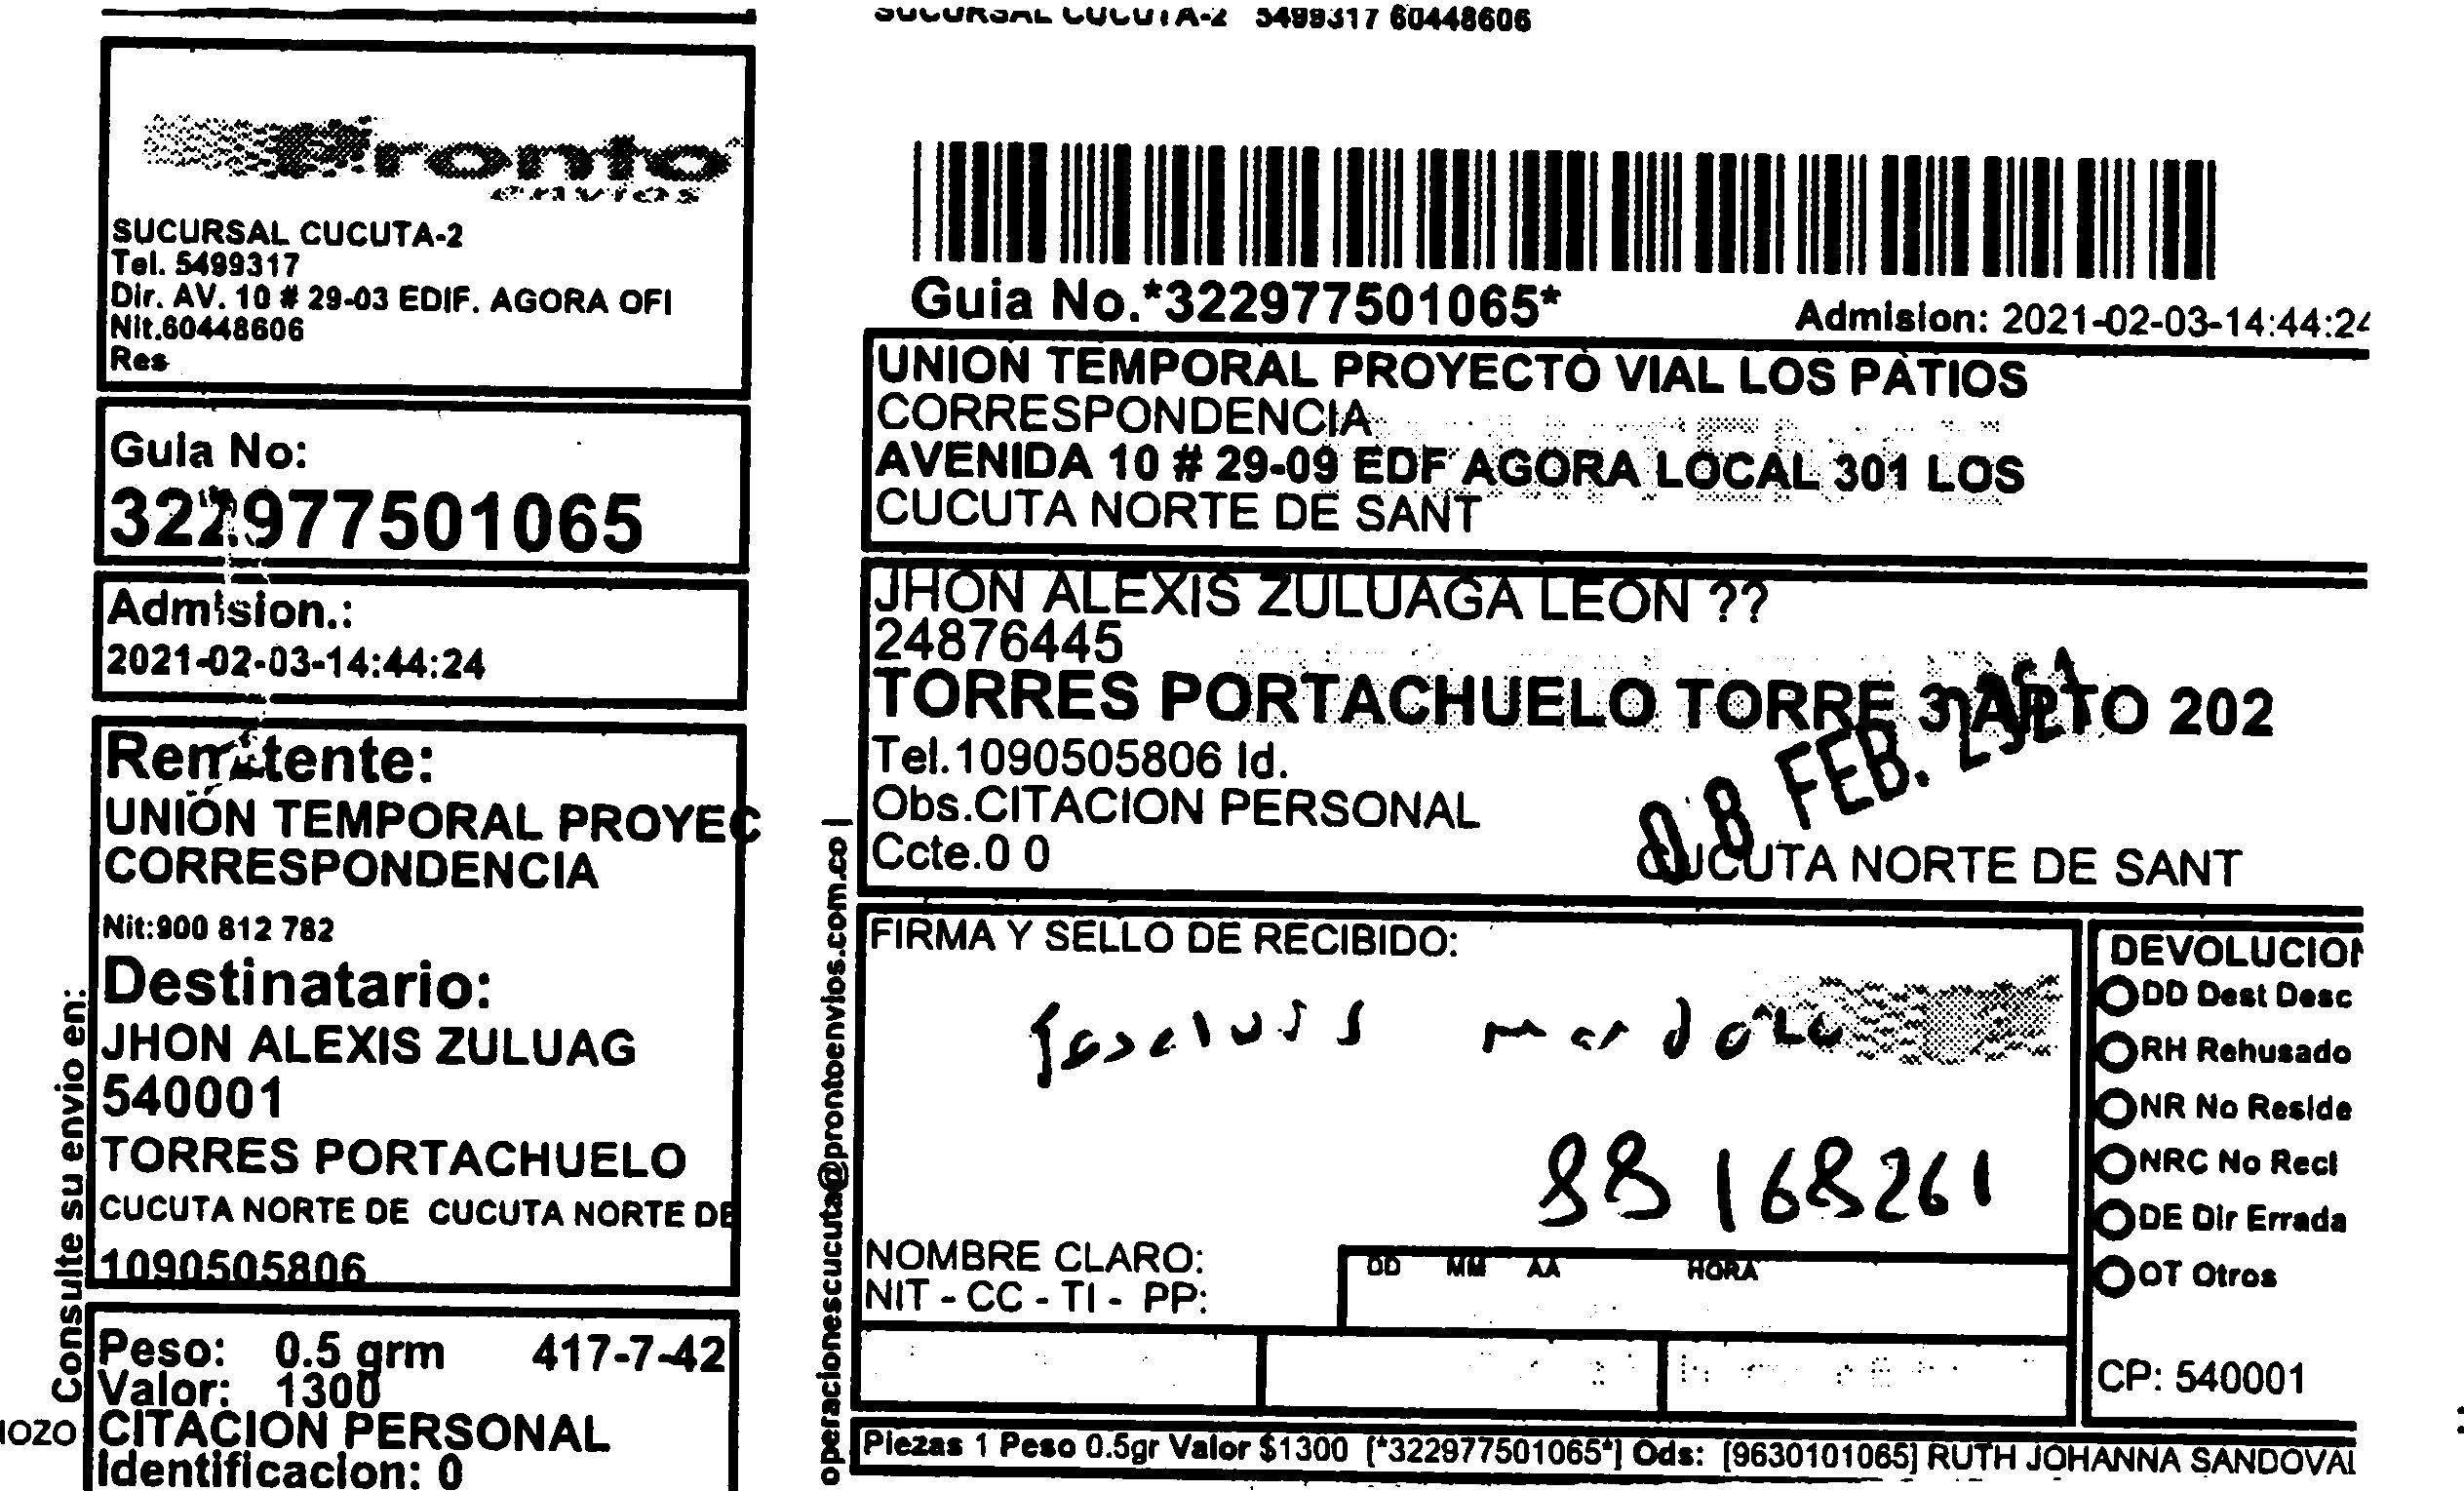 SUCURSAL CUCUTA-2 5499317 60448606
Pronto
envios
SUCURSAL CUCUTA-2
Tel. 5499317
Dir. AV. 10 # 29-03 EDIF. AGORA OFI
Nit.60448606
Res
Guia No:
322977501065
Admision.:
2021-02-03-14:44:24
Remitente:
UNION TEMPORAL PROYEC
CORRESPONDENCIA
Nit:900 812 782
Destinatario:
JHON ALEXIS ZULUAG
540001
TORRES PORTACHUELO
CUCUTA NORTE DE CUCUTA NORTE DE
1090505806
Peso: 0.5 grm 417-7-42
Valor: 1300
CITACION PERSONAL
Identificacion: 0
Consulte su envio en:
IOZO
operacionescucuta@prontoenvios.com.co |
Guia No.*322977501065*
Admision: 2021-02-03-14:44:24
UNION TEMPORAL PROYECTO VIAL LOS PATIOS
CORRESPONDENCIA
AVENIDA 10 # 29-09 EDF AGORA LOCAL 301 LOS
CUCUTA NORTE DE SANT
JHON ALEXIS ZULUAGA LEON ??
24876445
TORRES PORTACHUELO TORRE 3 APTO 202
Tel.1090505806 Id.
Obs.CITACION PERSONAL
08 FEB.
Ccte.0 0
CUCUTA NORTE DE SANT
FIRMA Y SELLO DE RECIBIDO:
88168261
NOMBRE CLARO:
NIT - CC - TI - PP:
DD MM AA HORA
DEVOLUCION
DD Dest Desc
RH Rehusado
NR No Reside
NRC No Recl
DE Dir Errada
OT Otros
CP: 540001
Piezas 1 Peso 0.5gr Valor $1300 [*322977501065*] Ods: [9630101065] RUTH JOHANNA SANDOVAL